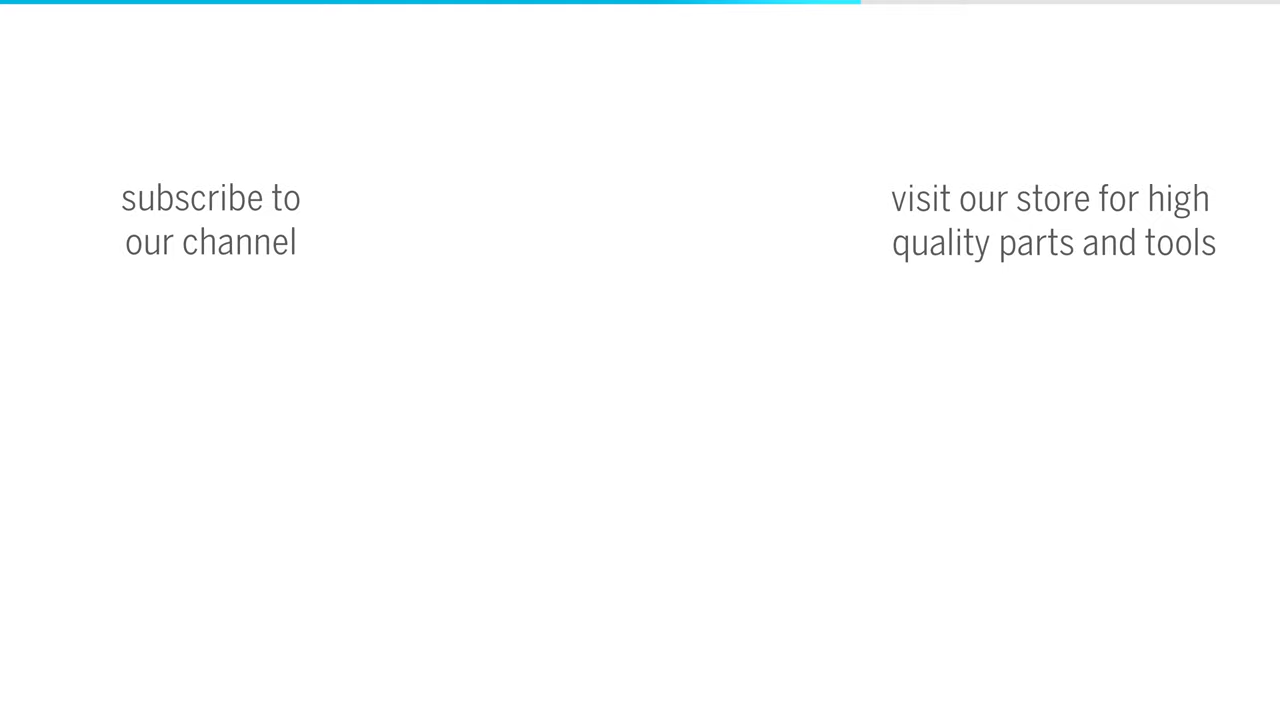 subscribe to
our channel
visit our store for high
quality parts and tools